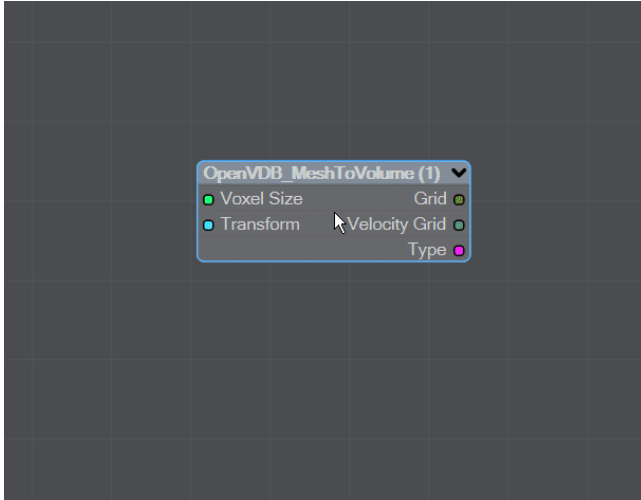 OpenVDB_MeshToVolume (1)
Voxel Size Grid
Transform Velocity Grid
Type